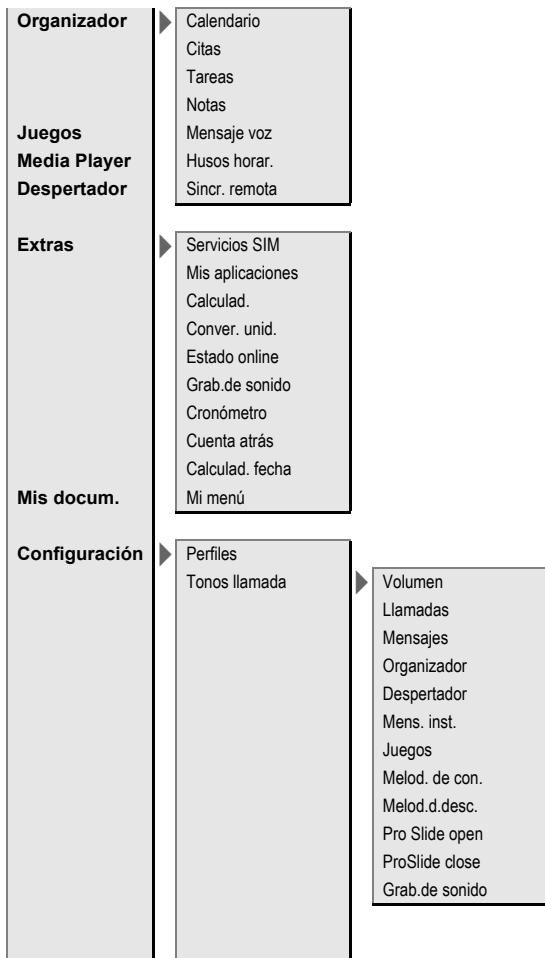 Organizador
Calendario
Citas
Tareas
Notas
Juegos
Mensaje voz
Media Player
Husos horar.
Despertador
Sincr. remota
Extras
Servicios SIM
Mis aplicaciones
Calculad.
Conver. unid.
Estado online
Grab.de sonido
Cronómetro
Cuenta atrás
Calculad. fecha
Mis docum.
Mi menú
Configuración
Perfiles
Tonos llamada
Volumen
Llamadas
Mensajes
Organizador
Despertador
Mens. inst.
Juegos
Melod. de con.
Melod.d.desc.
Pro Slide open
ProSlide close
Grab.de sonido